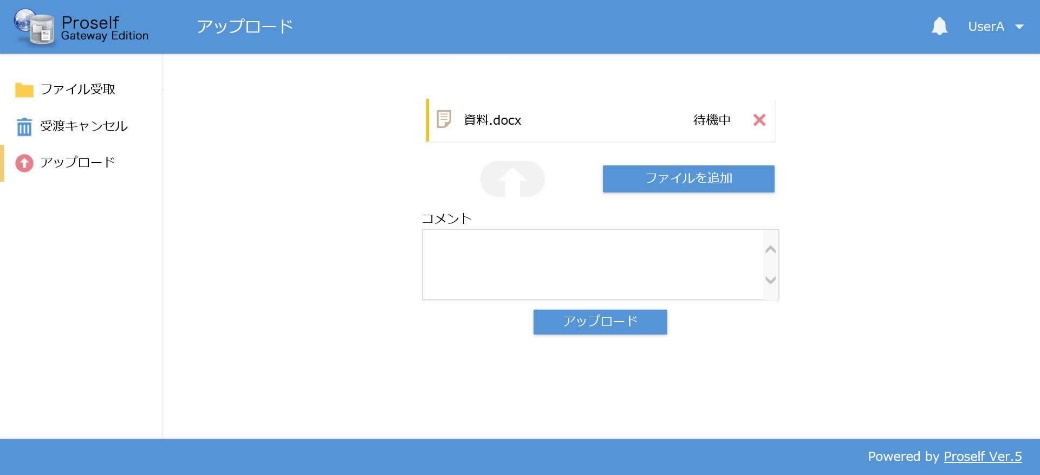 Proself
Gateway Edition
アップロード
UserA
ファイル受取
受渡キャンセル
アップロード
資料.docx 待機中
ファイルを追加
コメント
アップロード
Powered by Proself Ver.5